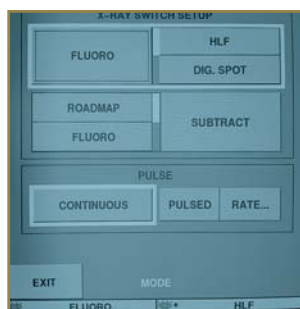 X-RAY SWITCH SETUP
FLUORO
HLF
DIG. SPOT
ROADMAP
FLUORO
SUBTRACT
PULSE
CONTINUOUS PULSED RATE...
EXIT
MODE
FLUORO HLF